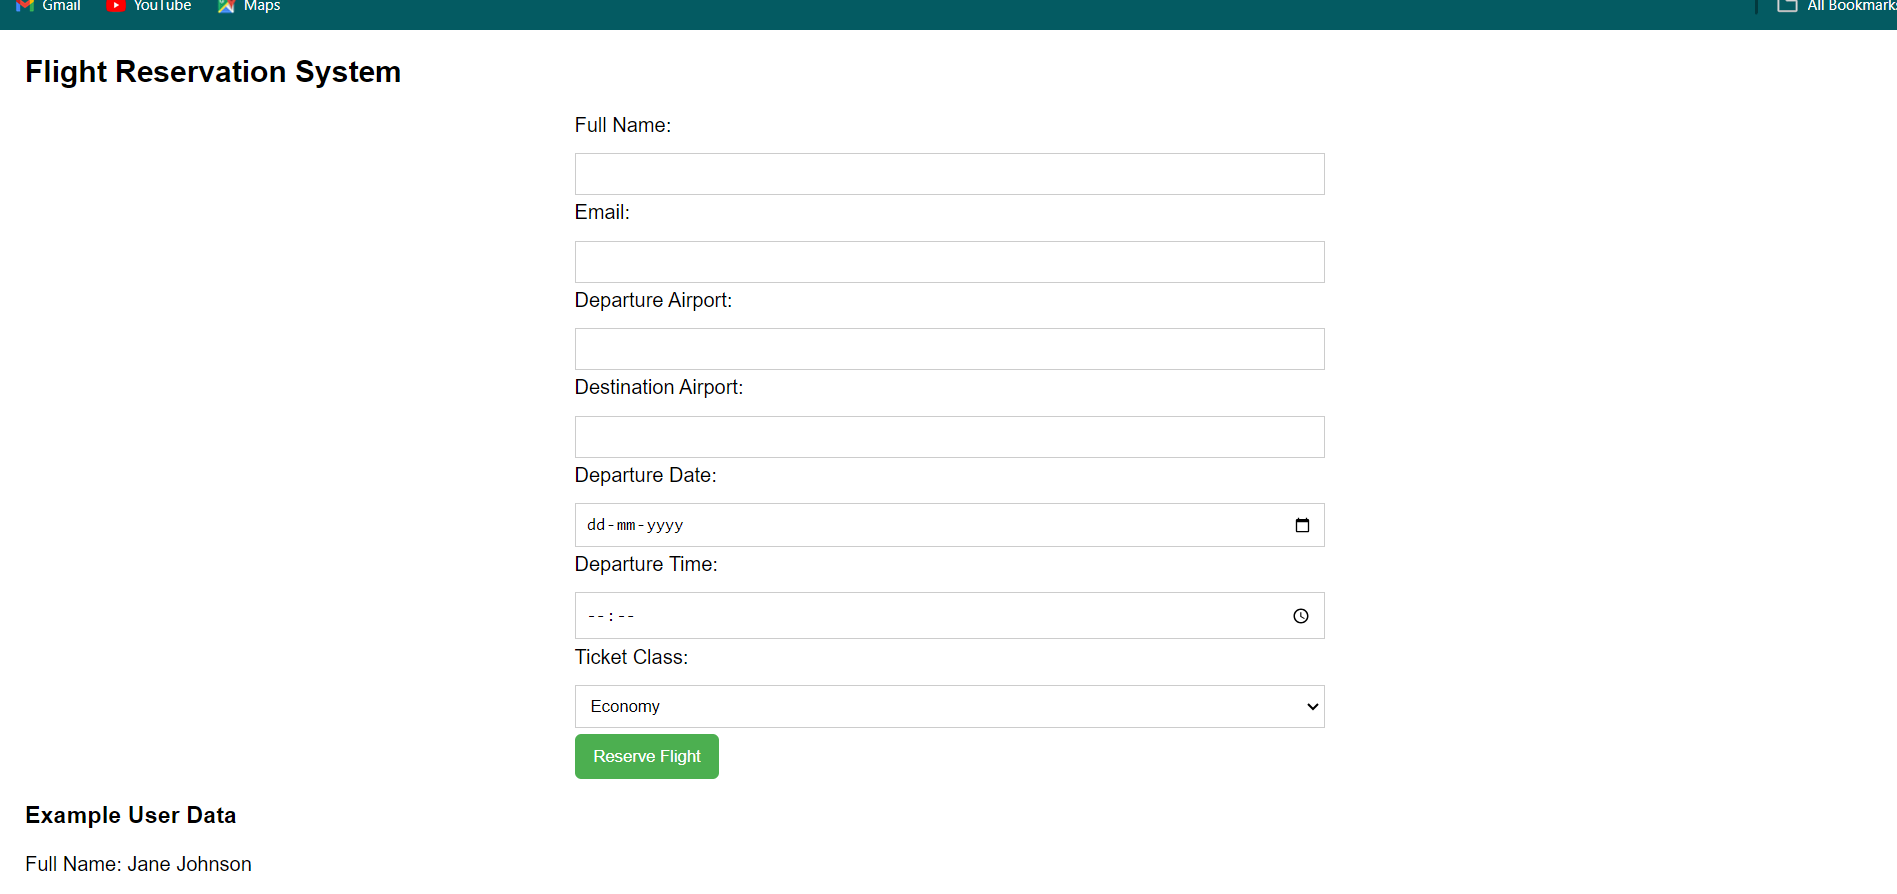 Gmail YouTube Maps All Bookmarks
Flight Reservation System
Full Name:
Email:
Departure Airport:
Destination Airport:
Departure Date:
dd-mm-yyyy
Departure Time:
--:--
Ticket Class:
Economy
Reserve Flight
Example User Data
Full Name: Jane Johnson